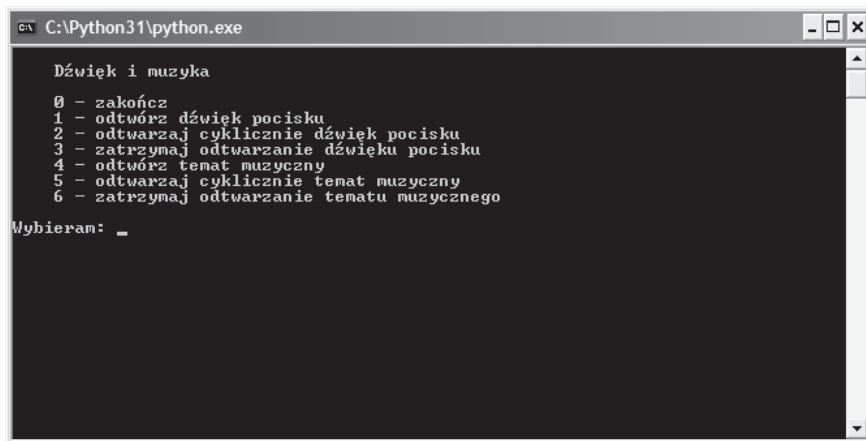 C:\Python31\python.exe
Dźwięk i muzyka
0 - zakończ
1 - odtwórz dźwięk pocisku
2 - odtwarzaj cyklicznie dźwięk pocisku
3 - zatrzymaj odtwarzanie dźwięku pocisku
4 - odtwórz temat muzyczny
5 - odtwarzaj cyklicznie temat muzyczny
6 - zatrzymaj odtwarzanie tematu muzycznego
Wybieram: _